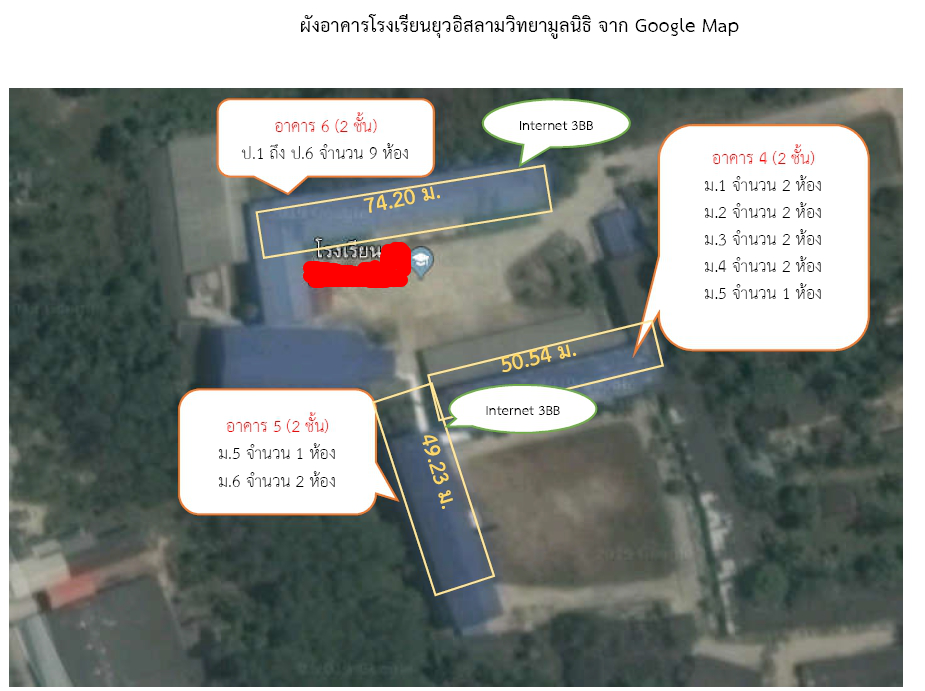 ผังอาคารโรงเรียนยุวอิสลามวิทยามูลนิธิ จาก Google Map
อาคาร 6 (2 ชั้น)
ป.1 ถึง ป.6 จำนวน 9 ห้อง
Internet 3BB
อาคาร 4 (2 ชั้น)
ม.1 จำนวน 2 ห้อง
ม.2 จำนวน 2 ห้อง
ม.3 จำนวน 2 ห้อง
ม.4 จำนวน 2 ห้อง
ม.5 จำนวน 1 ห้อง
74.20 ม.
โรงเรียน
50.54 ม.
Internet 3BB
อาคาร 5 (2 ชั้น)
ม.5 จำนวน 1 ห้อง
ม.6 จำนวน 2 ห้อง
49.23 ม.